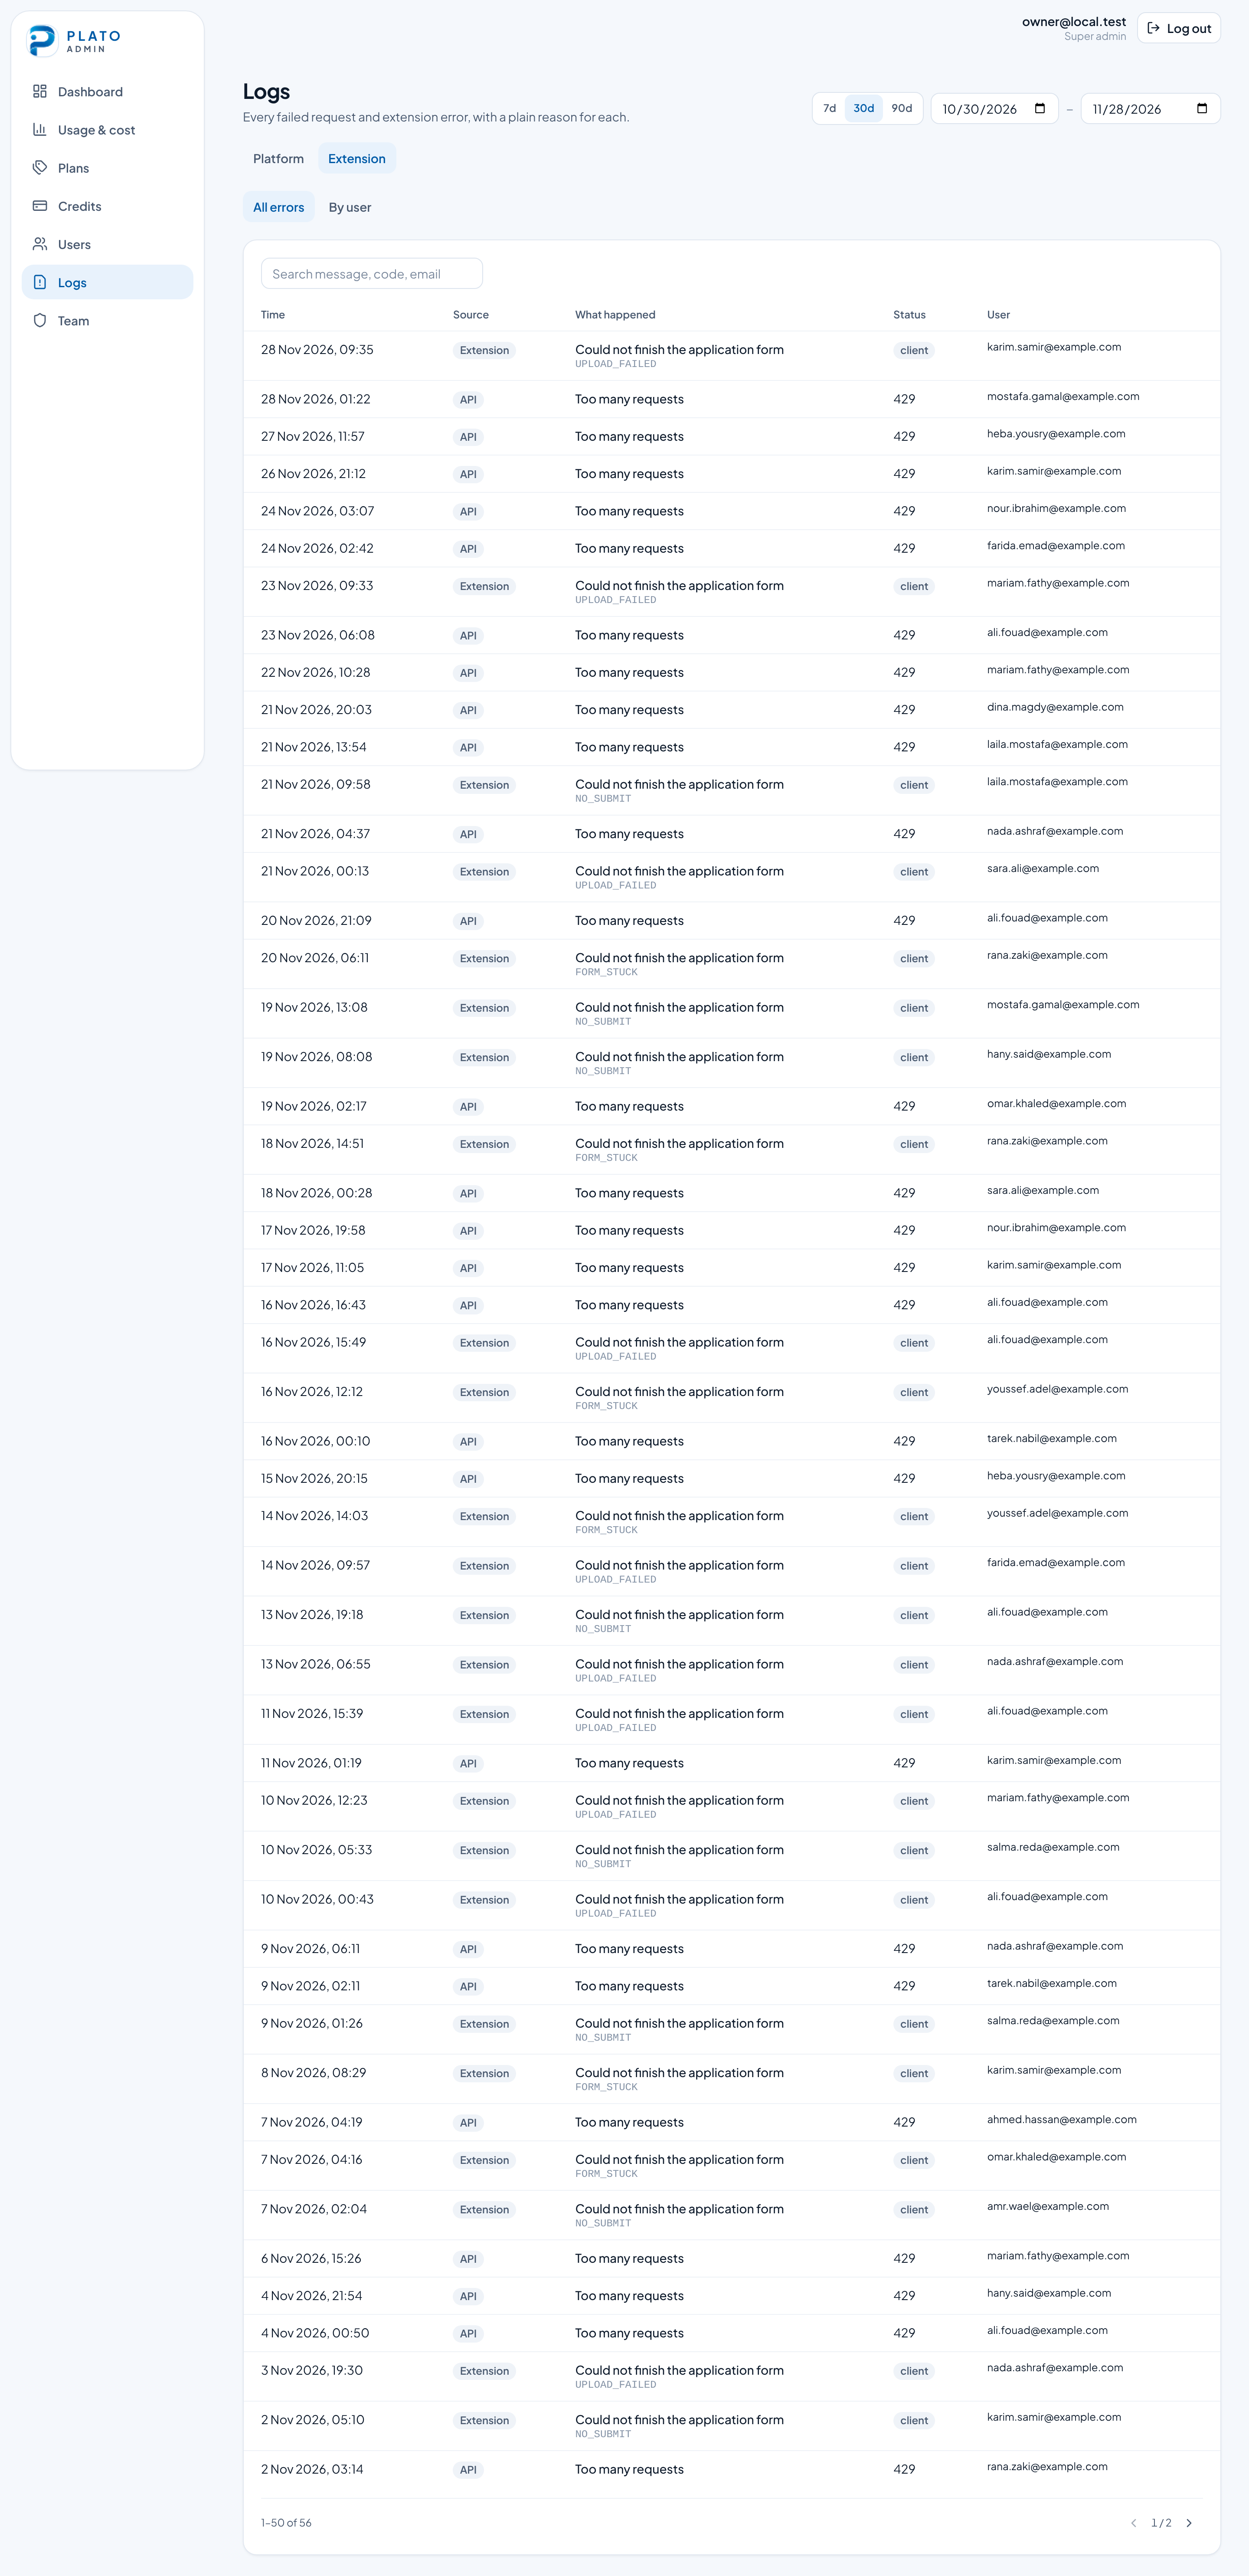 PLATO
ADMIN
Dashboard
Usage & cost
Plans
Credits
Users
Logs
Team
owner@local.test
Super admin
Log out
Logs
Every failed request and extension error, with a plain reason for each.
7d 30d 90d 10/30/2026 – 11/28/2026
Platform Extension
All errors By user
Search message, code, email
Time Source What happened Status User
28 Nov 2026, 09:35 Extension Could not finish the application form client karim.samir@example.com
UPLOAD_FAILED
28 Nov 2026, 01:22 API Too many requests 429 mostafa.gamal@example.com
27 Nov 2026, 11:57 API Too many requests 429 heba.yousry@example.com
26 Nov 2026, 21:12 API Too many requests 429 karim.samir@example.com
24 Nov 2026, 03:07 API Too many requests 429 nour.ibrahim@example.com
24 Nov 2026, 02:42 API Too many requests 429 farida.emad@example.com
23 Nov 2026, 09:33 Extension Could not finish the application form client mariam.fathy@example.com
UPLOAD_FAILED
23 Nov 2026, 06:08 API Too many requests 429 ali.fouad@example.com
22 Nov 2026, 10:28 API Too many requests 429 mariam.fathy@example.com
21 Nov 2026, 20:03 API Too many requests 429 dina.magdy@example.com
21 Nov 2026, 13:54 API Too many requests 429 laila.mostafa@example.com
21 Nov 2026, 09:58 Extension Could not finish the application form client laila.mostafa@example.com
NO_SUBMIT
21 Nov 2026, 04:37 API Too many requests 429 nada.ashraf@example.com
21 Nov 2026, 00:13 Extension Could not finish the application form client sara.ali@example.com
UPLOAD_FAILED
20 Nov 2026, 21:09 API Too many requests 429 ali.fouad@example.com
20 Nov 2026, 06:11 Extension Could not finish the application form client rana.zaki@example.com
FORM_STUCK
19 Nov 2026, 13:08 Extension Could not finish the application form client mostafa.gamal@example.com
NO_SUBMIT
19 Nov 2026, 08:08 Extension Could not finish the application form client hany.said@example.com
NO_SUBMIT
19 Nov 2026, 02:17 API Too many requests 429 omar.khaled@example.com
18 Nov 2026, 14:51 Extension Could not finish the application form client rana.zaki@example.com
FORM_STUCK
18 Nov 2026, 00:28 API Too many requests 429 sara.ali@example.com
17 Nov 2026, 19:58 API Too many requests 429 nour.ibrahim@example.com
17 Nov 2026, 11:05 API Too many requests 429 karim.samir@example.com
16 Nov 2026, 16:43 API Too many requests 429 ali.fouad@example.com
16 Nov 2026, 15:49 Extension Could not finish the application form client ali.fouad@example.com
UPLOAD_FAILED
16 Nov 2026, 12:12 Extension Could not finish the application form client youssef.adel@example.com
FORM_STUCK
16 Nov 2026, 00:10 API Too many requests 429 tarek.nabil@example.com
15 Nov 2026, 20:15 API Too many requests 429 heba.yousry@example.com
14 Nov 2026, 14:03 Extension Could not finish the application form client youssef.adel@example.com
FORM_STUCK
14 Nov 2026, 09:57 Extension Could not finish the application form client farida.emad@example.com
UPLOAD_FAILED
13 Nov 2026, 19:18 Extension Could not finish the application form client ali.fouad@example.com
NO_SUBMIT
13 Nov 2026, 06:55 Extension Could not finish the application form client nada.ashraf@example.com
UPLOAD_FAILED
11 Nov 2026, 15:39 Extension Could not finish the application form client ali.fouad@example.com
UPLOAD_FAILED
11 Nov 2026, 01:19 API Too many requests 429 karim.samir@example.com
10 Nov 2026, 12:23 Extension Could not finish the application form client mariam.fathy@example.com
UPLOAD_FAILED
10 Nov 2026, 05:33 Extension Could not finish the application form client salma.reda@example.com
NO_SUBMIT
10 Nov 2026, 00:43 Extension Could not finish the application form client ali.fouad@example.com
UPLOAD_FAILED
9 Nov 2026, 06:11 API Too many requests 429 nada.ashraf@example.com
9 Nov 2026, 02:11 API Too many requests 429 tarek.nabil@example.com
9 Nov 2026, 01:26 Extension Could not finish the application form client salma.reda@example.com
NO_SUBMIT
8 Nov 2026, 08:29 Extension Could not finish the application form client karim.samir@example.com
FORM_STUCK
7 Nov 2026, 04:19 API Too many requests 429 ahmed.hassan@example.com
7 Nov 2026, 04:16 Extension Could not finish the application form client omar.khaled@example.com
FORM_STUCK
7 Nov 2026, 02:04 Extension Could not finish the application form client amr.wael@example.com
NO_SUBMIT
6 Nov 2026, 15:26 API Too many requests 429 mariam.fathy@example.com
4 Nov 2026, 21:54 API Too many requests 429 hany.said@example.com
4 Nov 2026, 00:50 API Too many requests 429 ali.fouad@example.com
3 Nov 2026, 19:30 Extension Could not finish the application form client nada.ashraf@example.com
UPLOAD_FAILED
2 Nov 2026, 05:10 Extension Could not finish the application form client karim.samir@example.com
NO_SUBMIT
2 Nov 2026, 03:14 API Too many requests 429 rana.zaki@example.com
1–50 of 56 1 / 2